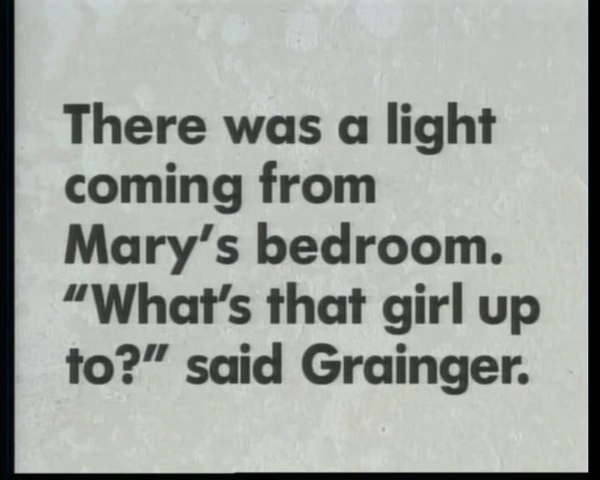 There was a light
coming from
Mary's bedroom.
“What's that girl up
to?” said Grainger.